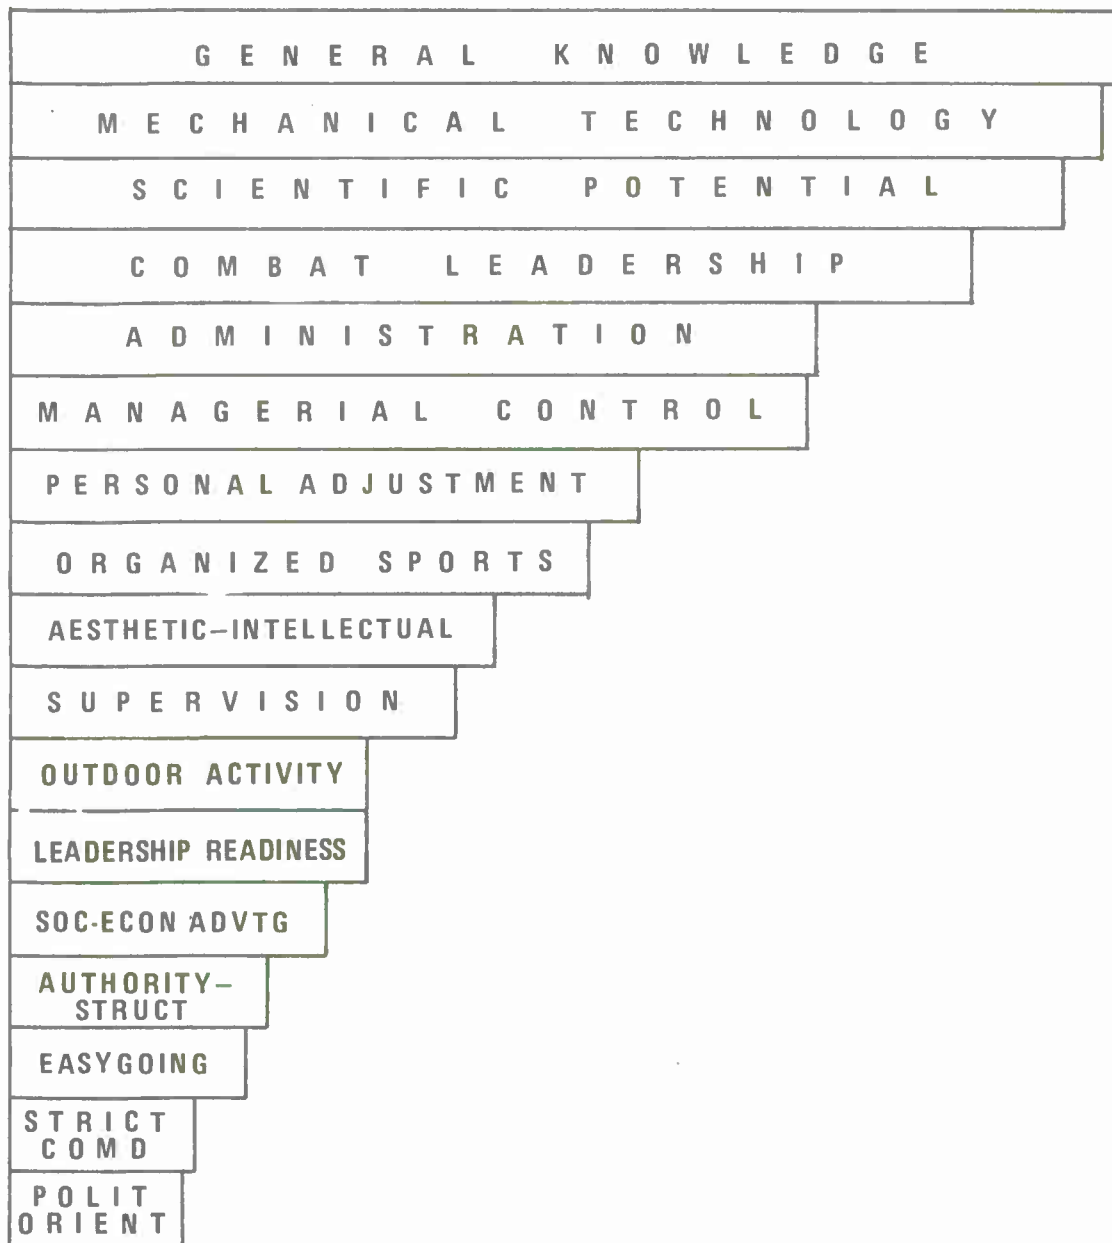 GENERAL KNOWLEDGE
MECHANICAL TECHNOLOGY
SCIENTIFIC POTENTIAL
COMBAT LEADERSHIP
ADMINISTRATION
MANAGERIAL CONTROL
PERSONAL ADJUSTMENT
ORGANIZED SPORTS
AESTHETIC-INTELLECTUAL
SUPERVISION
OUTDOOR ACTIVITY
LEADERSHIP READINESS
SOC-ECON ADVTG
AUTHORITY-
STRUCT
EASYGOING
STRICT
COMD
POLIT
ORIENT